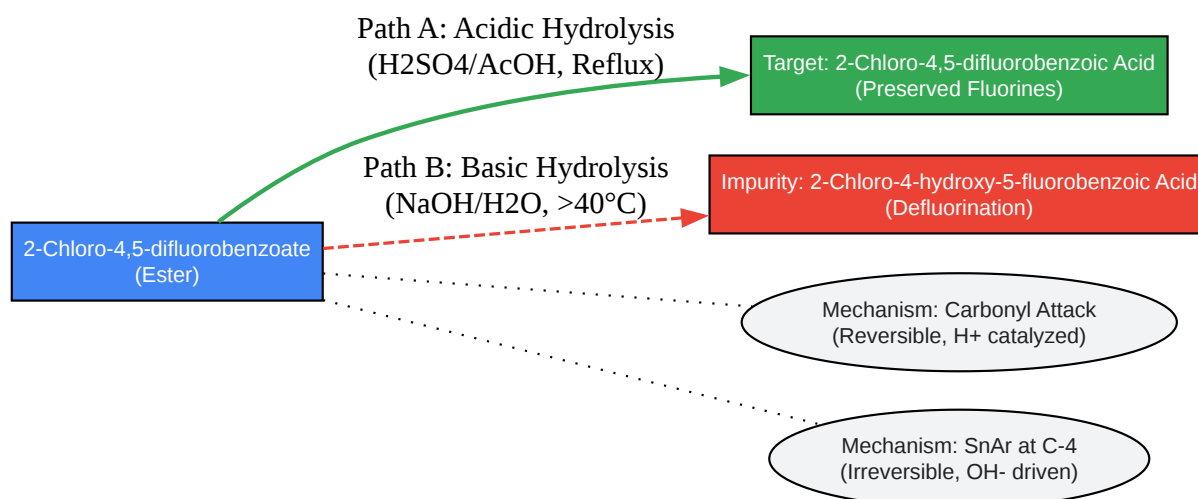 Path A: Acidic Hydrolysis
(H2SO4/AcOH, Reflux)
Target: 2-Chloro-4,5-difluorobenzoic Acid
(Preserved Fluorines)
Path B: Basic Hydrolysis
(NaOH/H2O, >40°C)
Impurity: 2-Chloro-4-hydroxy-5-fluorobenzoic Acid
(Defluorination)
2-Chloro-4,5-difluorobenzoate
(Ester)
Mechanism: Carbonyl Attack
(Reversible, H+ catalyzed)
Mechanism: SnAr at C-4
(Irreversible, OH- driven)